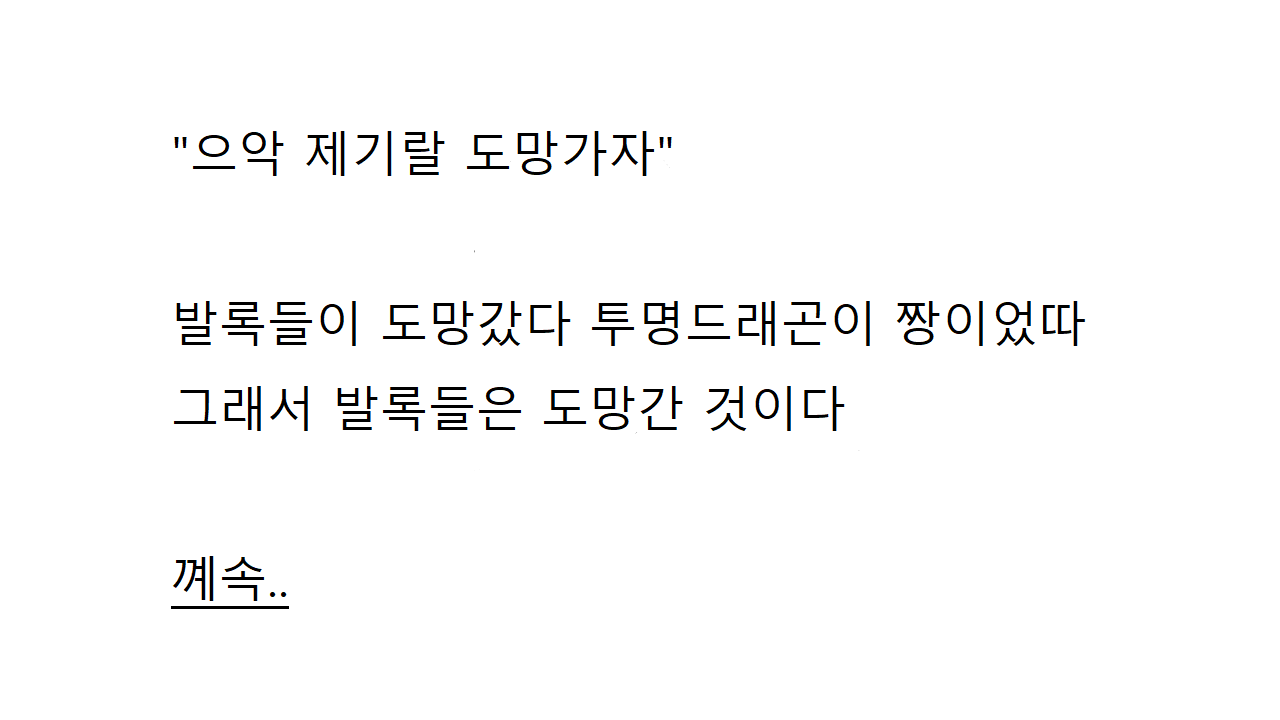 "으악 제기랄 도망가자"
발록들이 도망갔다 투명드래곤이 짱이었따
그래서 발록들은 도망간 것이다
꼐속..